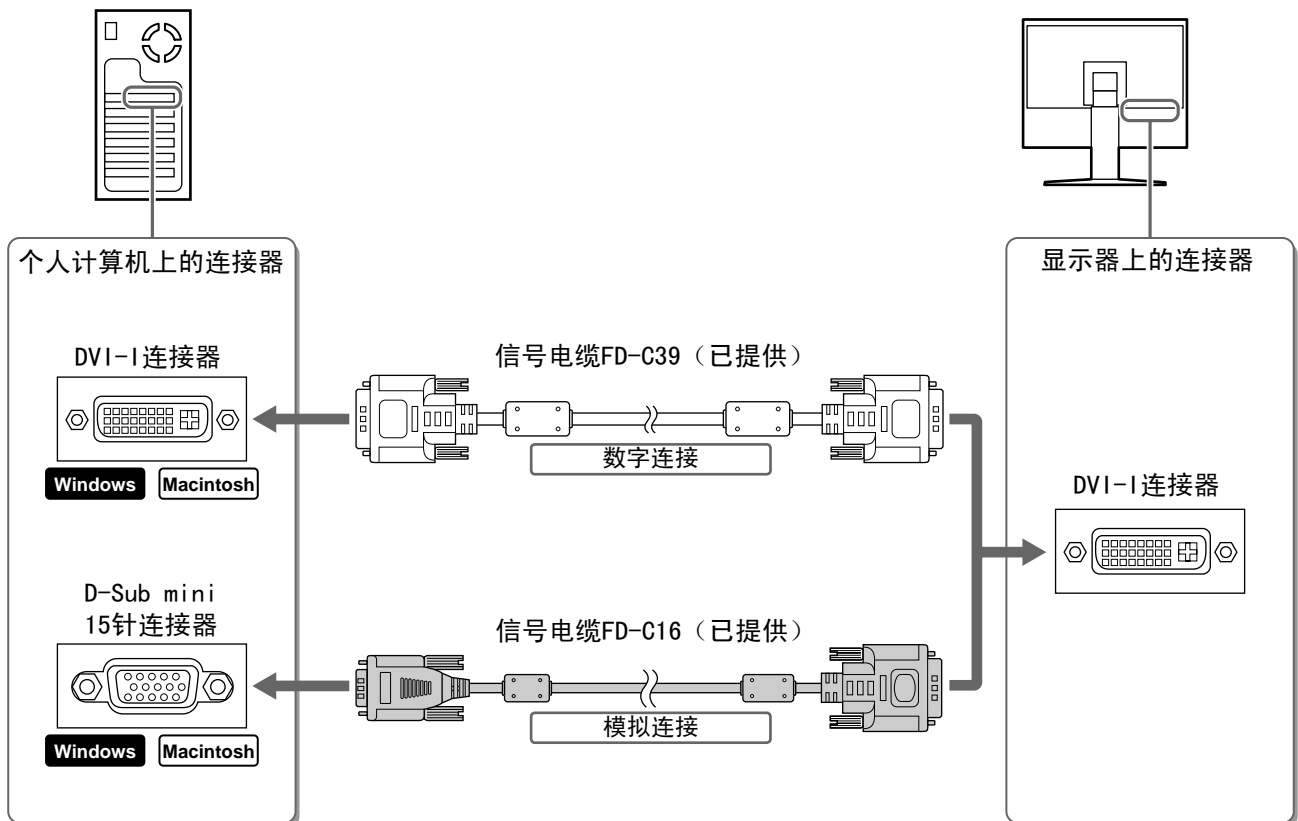 个人计算机上的连接器
DVI-I连接器
Windows Macintosh
D-Sub mini
15针连接器
Windows Macintosh
信号电缆FD-C39（已提供）
数字连接
信号电缆FD-C16（已提供）
模拟连接
显示器上的连接器
DVI-I连接器